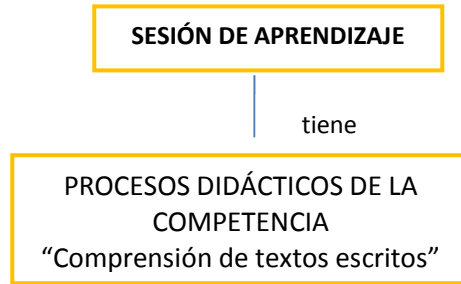 SESIÓN DE APRENDIZAJE
tiene
PROCESOS DIDÁCTICOS DE LA
COMPETENCIA
“Comprensión de textos escritos”